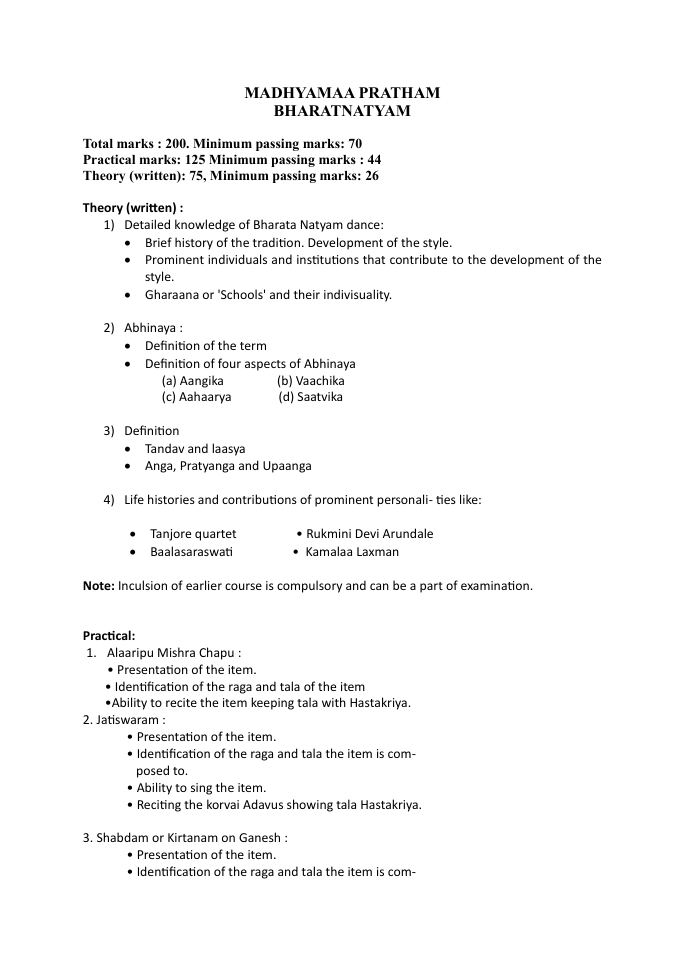 MADHYAMAA PRATHAM
BHARATNATYAM
Total marks : 200. Minimum passing marks: 70
Practical marks: 125 Minimum passing marks : 44
Theory (written): 75, Minimum passing marks: 26
Theory (written) :
1) Detailed knowledge of Bharata Natyam dance:
• Brief history of the tradition. Development of the style.
• Prominent individuals and institutions that contribute to the development of the
style.
• Gharaana or 'Schools' and their indivisuality.
2) Abhinaya :
• Definition of the term
• Definition of four aspects of Abhinaya
(a) Aangika (b) Vaachika
(c) Aahaarya (d) Saatvika
3) Definition
• Tandav and laasya
• Anga, Pratyanga and Upaanga
4) Life histories and contributions of prominent personali- ties like:
• Tanjore quartet • Rukmini Devi Arundale
• Baalasaraswati • Kamalaa Laxman
Note: Inculsion of earlier course is compulsory and can be a part of examination.
Practical:
1. Alaaripu Mishra Chapu :
• Presentation of the item.
• Identification of the raga and tala of the item
•Ability to recite the item keeping tala with Hastakriya.
2. Jatiswaram :
• Presentation of the item.
• Identification of the raga and tala the item is com-
posed to.
• Ability to sing the item.
• Reciting the korvai Adavus showing tala Hastakriya.
3. Shabdam or Kirtanam on Ganesh :
• Presentation of the item.
• Identification of the raga and tala the item is com-